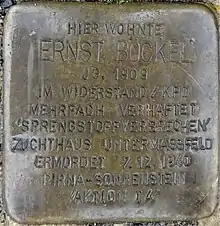 HIER WOHNTE
ERNST BÖCKEL
JG. 1909
IM WIDERSTAND / KPD
MEHRFACH VERHAFTET
'SPRENGSTOFFVERBRECHEN'
ZUCHTHAUS UNTERMASSFELD
ERMORDET 7.12.1940
PIRNA-SONNENSTEIN
AKTION T4